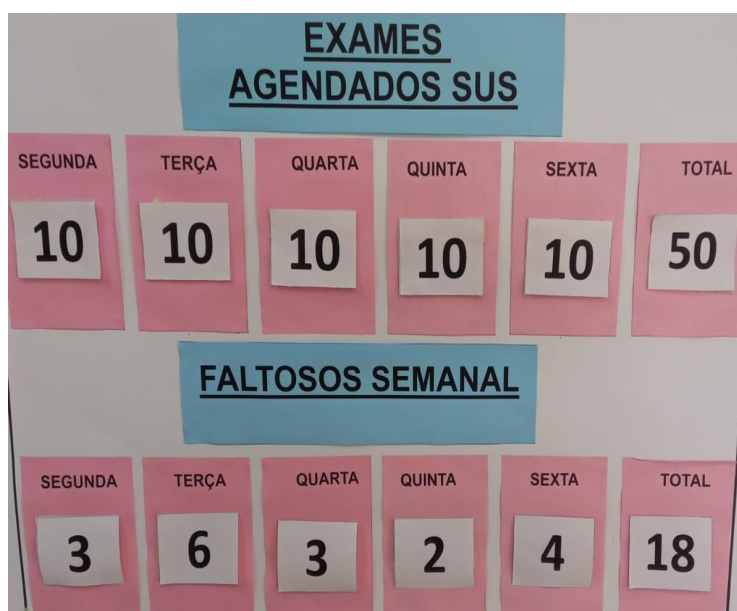 EXAMES
AGENDADOS SUS
SEGUNDA TERÇA QUARTA QUINTA SEXTA TOTAL
10 10 10 10 10 50
FALTOSOS SEMANAL
SEGUNDA TERÇA QUARTA QUINTA SEXTA TOTAL
3 6 3 2 4 18